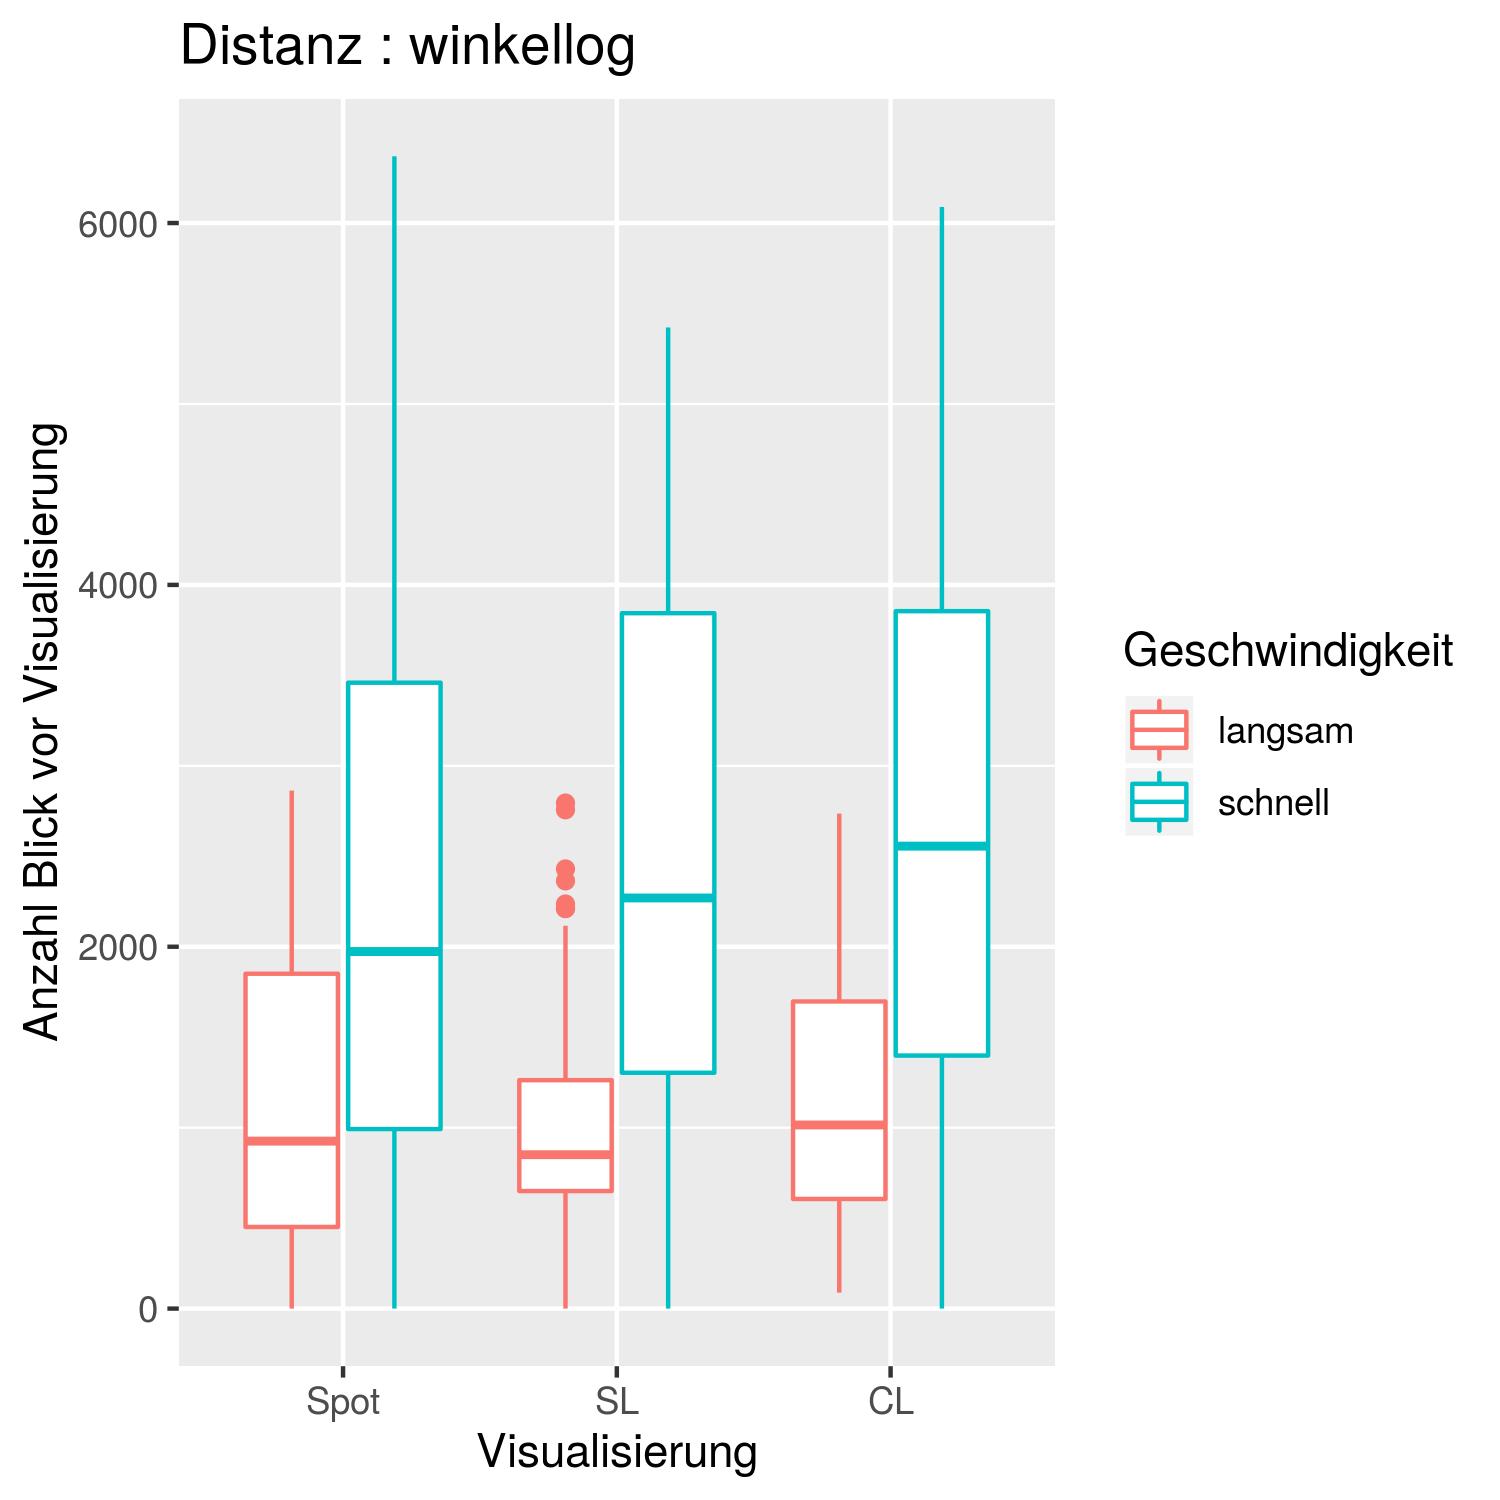 Distanz : winkellog
Anzahl Blick vor Visualisierung
6000
4000
2000
0
Spot
SL
CL
Visualisierung
Geschwindigkeit
langsam
schnell